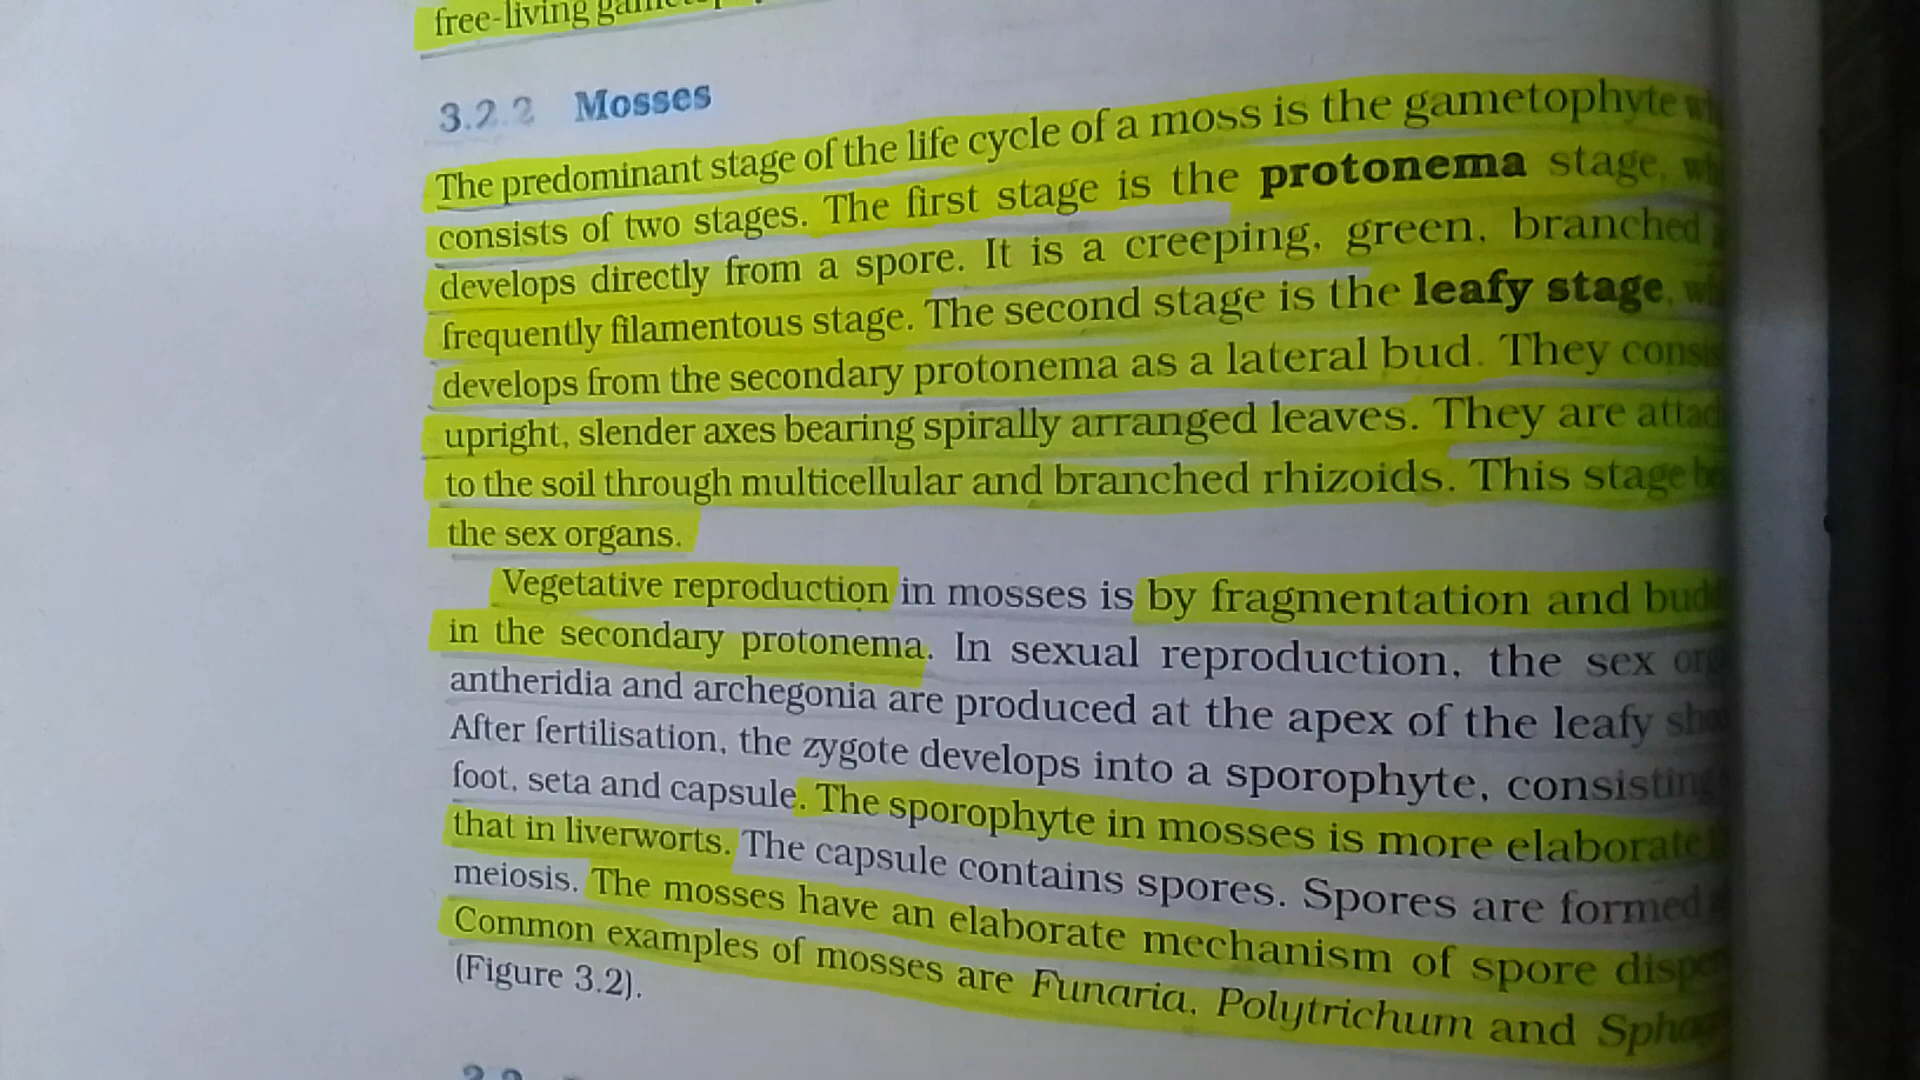 free-living
3.2.2 Mosses
The predominant stage of the life cycle of a moss is the gametophyte
consists of two stages. The first stage is the protonema stage,
develops directly from a spore. It is a creeping, green, branched
frequently filamentous stage. The second stage is the leafy stage,
develops from the secondary protonema as a lateral bud. They
upright, slender axes bearing spirally arranged leaves. They are
to the soil through multicellular and branched rhizoids. This stage
the sex organs.
Vegetative reproduction in mosses is by fragmentation and
in the secondary protonema. In sexual reproduction, the sex
antheridia and archegonia are produced at the apex of the leafy
After fertilisation, the zygote develops into a sporophyte, consisting
foot, seta and capsule. The sporophyte in mosses is more elaborate
that in liverworts. The capsule contains spores. Spores are formed
meiosis. The mosses have an elaborate mechanism of spore
Common examples of mosses are Funaria, Polytrichum and
(Figure 3.2).